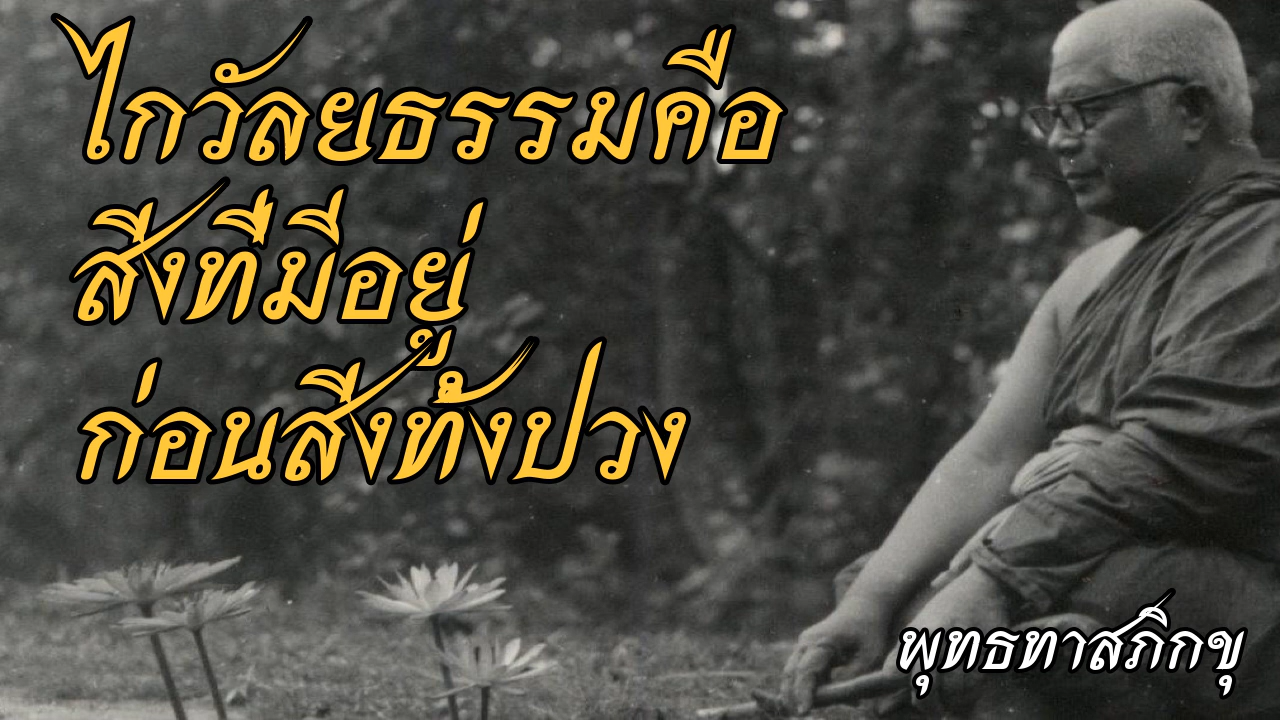 ไกวัลยธรรมคือ
สิ่งที่มีอยู่
ก่อนสิ่งทั้งปวง
พุทธทาสภิกขุ